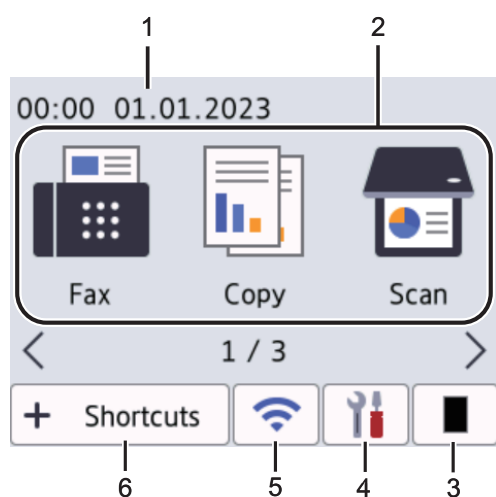 1 2
00:00 01.01.2023
Fax Copy Scan
< 1 / 3 >
+ Shortcuts
6 5 4 3